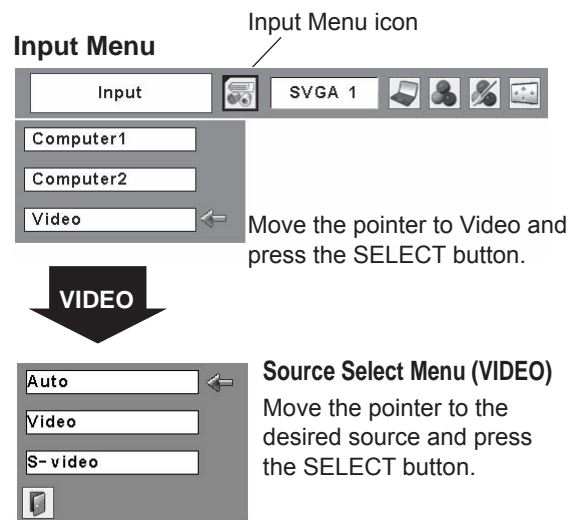 Input Menu icon
Input Menu
Input
SVGA 1
Computer1
Computer2
Video
Move the pointer to Video and
press the SELECT button.
VIDEO
Auto
Video
S-video
Source Select Menu (VIDEO)
Move the pointer to the
desired source and press
the SELECT button.